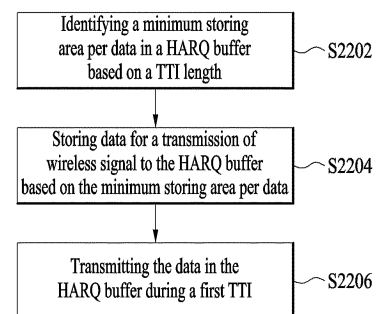 Identifying a minimum storing
area per data in a HARQ buffer
based on a TTI length
S2202
Storing data for a transmission of
wireless signal to the HARQ buffer
based on the minimum storing area per data
S2204
Transmitting the data in the
HARQ buffer during a first TTI
S2206